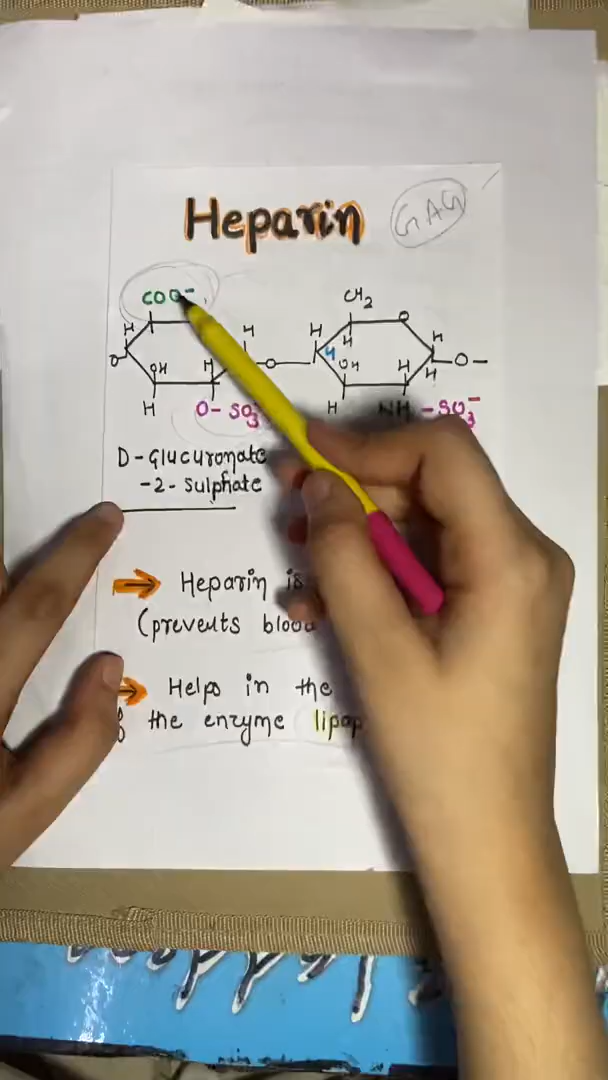 Heparin
GAG
COO-
CH2
H
H
H
H
H
4
O
O
O-
OH
H
OH
H
H
H
H
O-SO3-
NH-SO3-
D-Glucuronate
-2-sulphate
Heparin is
(prevents blood
Helps in the
the enzyme